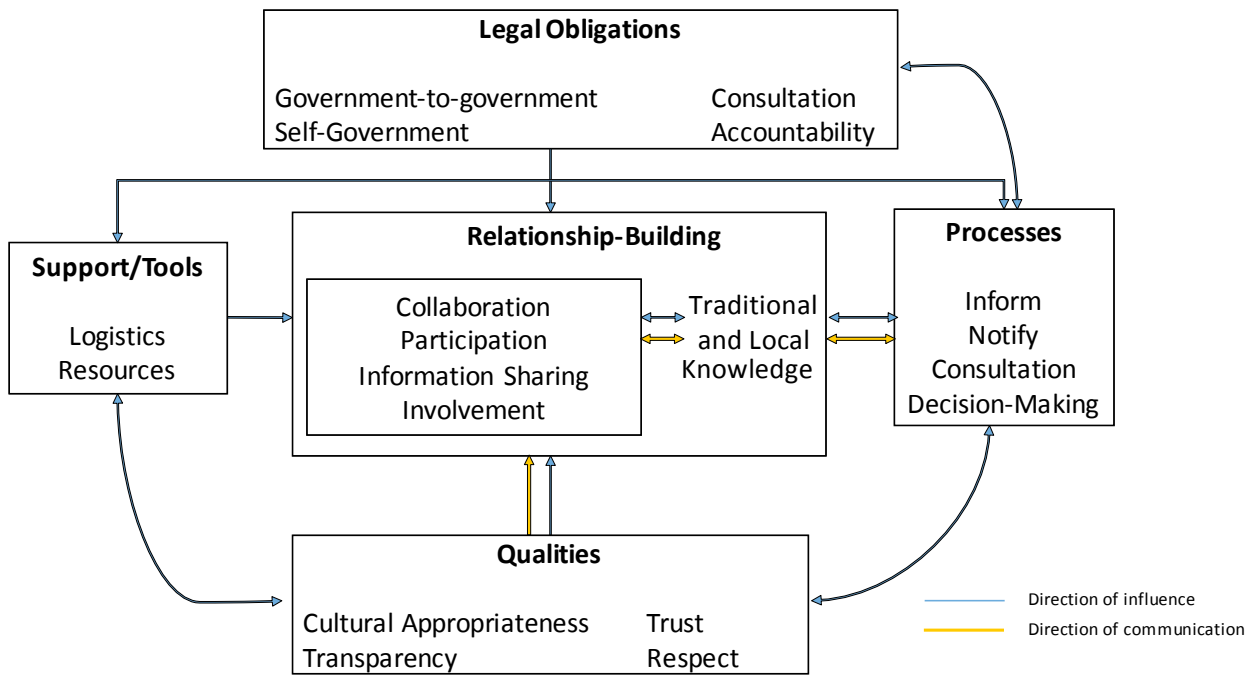 Legal Obligations
Government-to-government
Consultation
Self-Government
Accountability
Support/Tools
Logistics
Resources
Relationship-Building
Collaboration
Participation
Information Sharing
Involvement
Traditional
and Local
Knowledge
Processes
Inform
Notify
Consultation
Decision-Making
Qualities
Cultural Appropriateness
Trust
Transparency
Respect
Direction of influence
Direction of communication